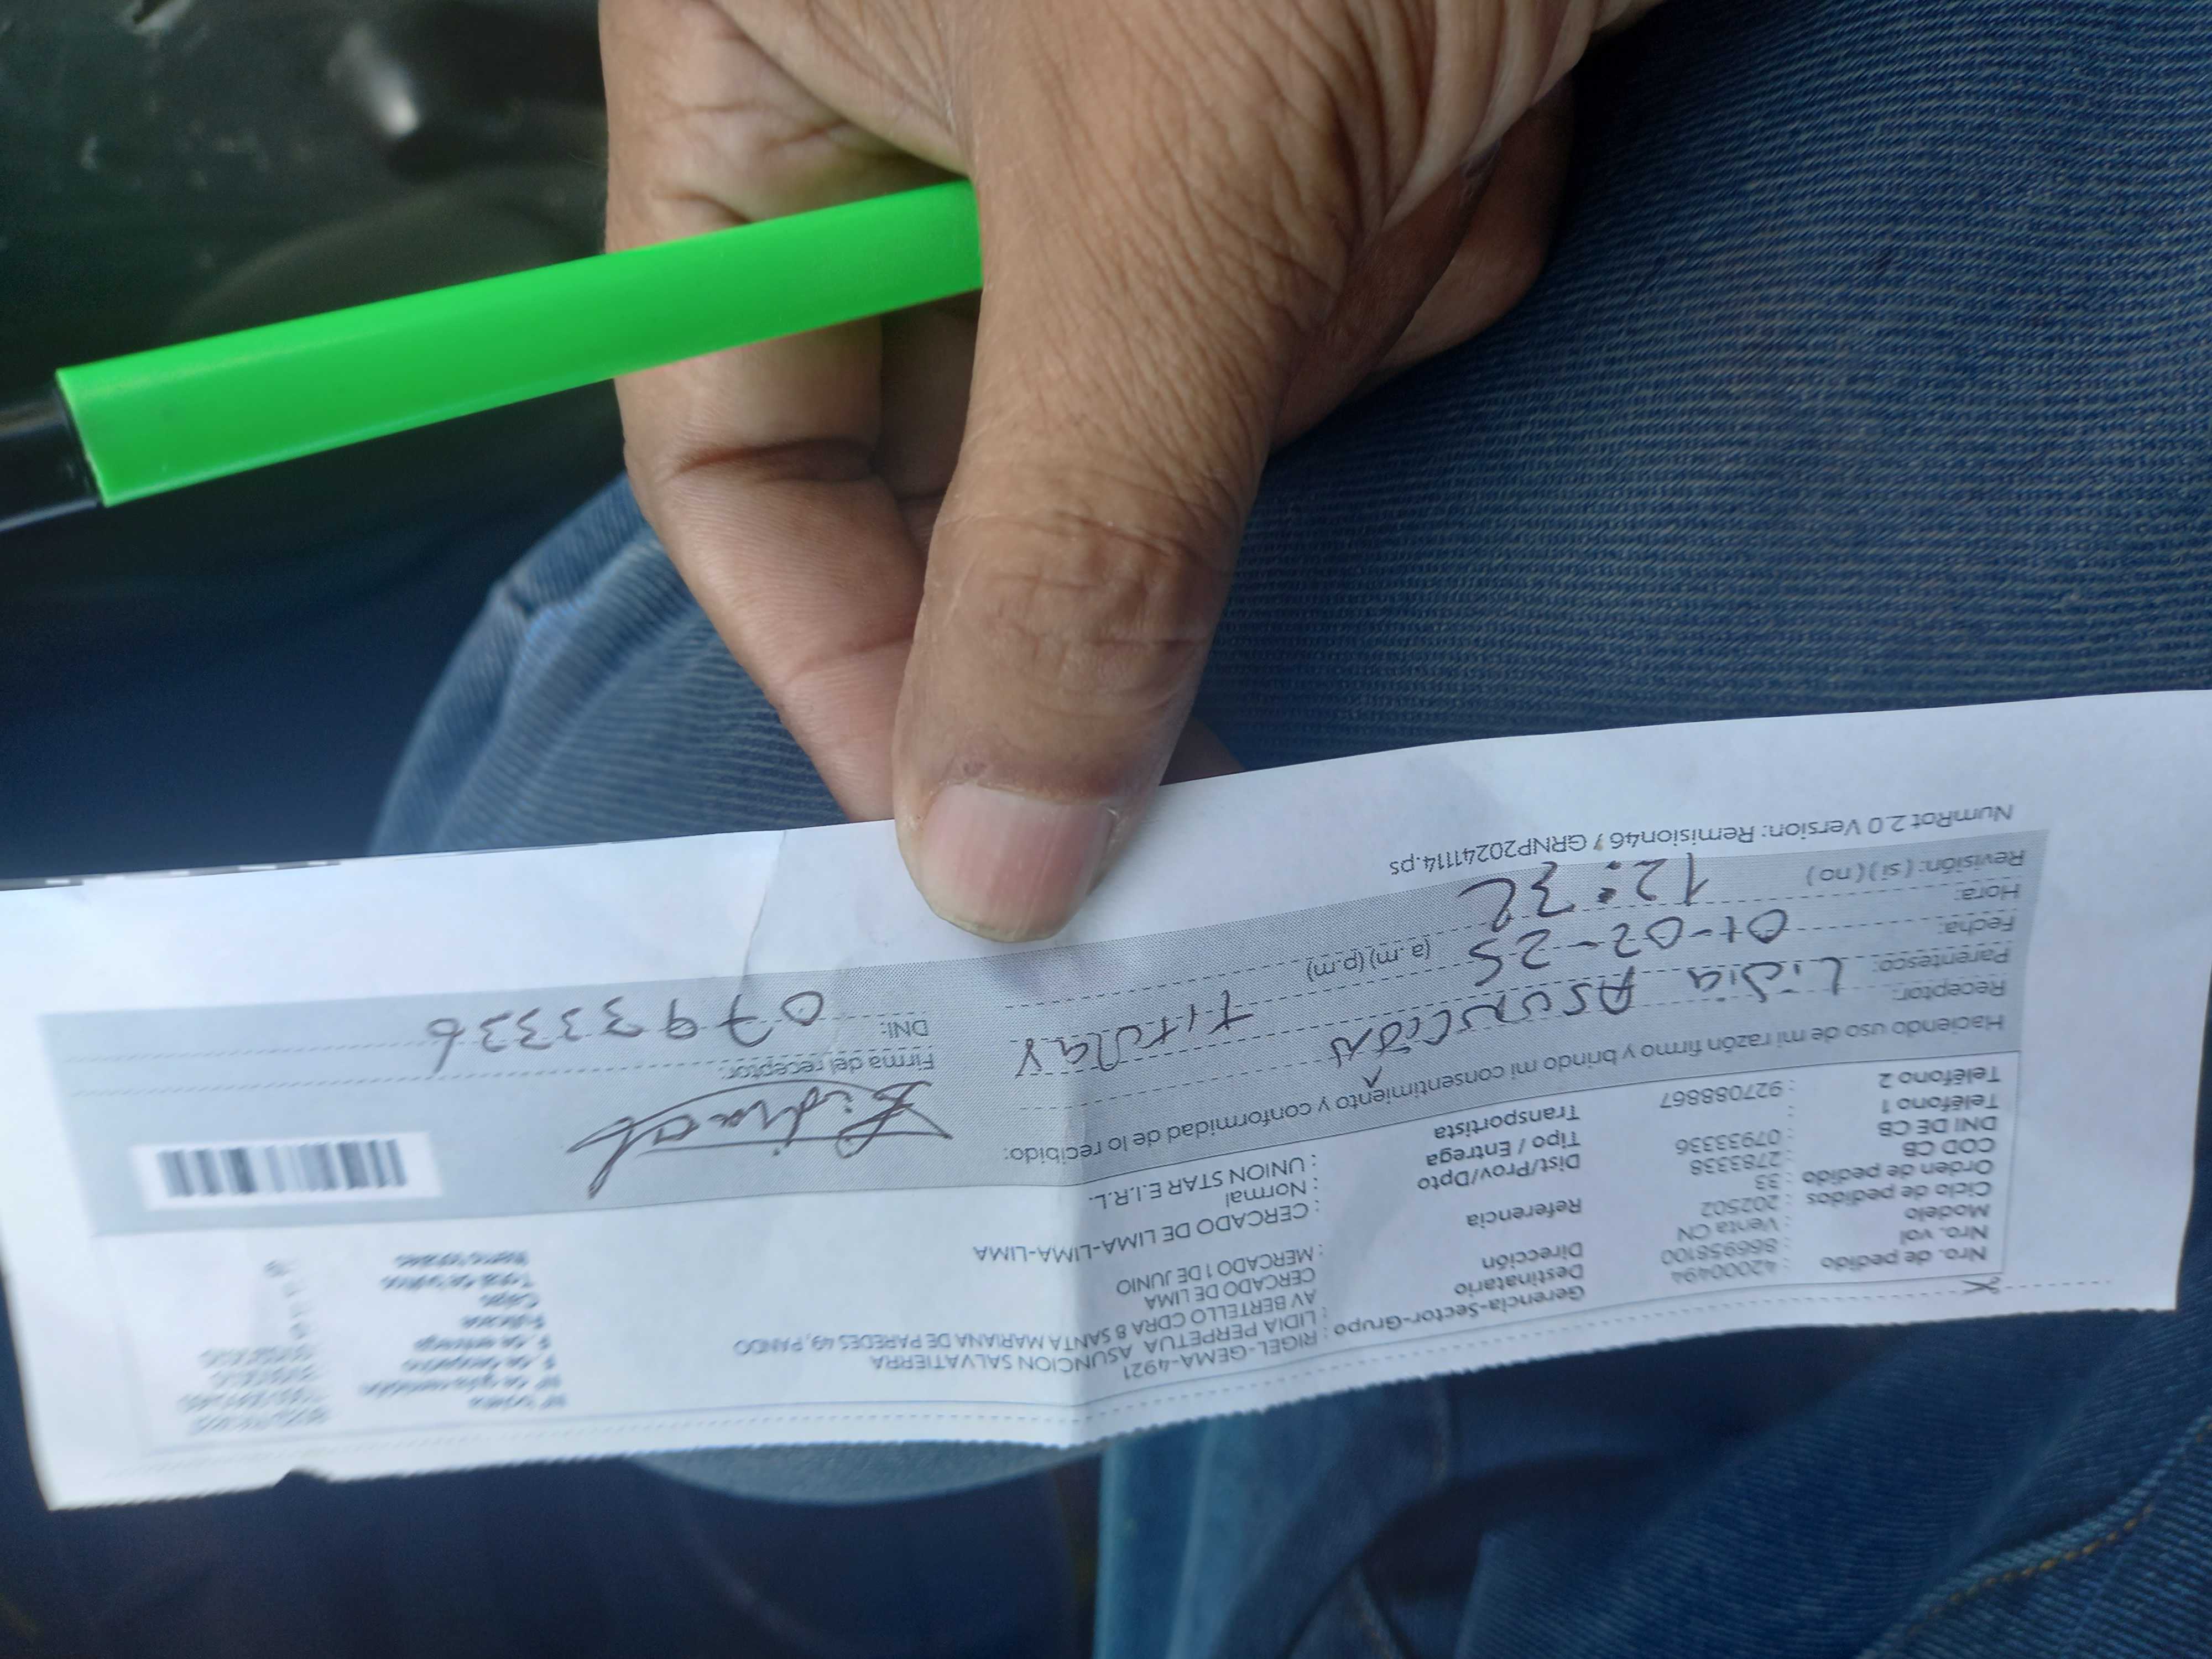 Gerencia-Sector-Grupo : RIGEL-GEMA-4921
Destinatario : LIDIA PERPETUA ASUNCION SALVATIERRA
Dirección : AV BERTELLO CDRA 8 SANTA MARIANA DE PAREDES 49, PANDO
CERCADO DE LIMA
Referencia : MERCADO 1 DE JUNIO
Dist/Prov/Dpto : CERCADO DE LIMA-LIMA-LIMA
Tipo / Entrega : Normal
Transportista : UNION STAR E.I.R.L.
Nro. de pedido : 42000494
Nro. vol : 866958100
Modelo : Venta CN
Ciclo de pedidos : 202502
Orden de pedido : 33
COD CB : 2783338
DNI DE CB : 07933336
Teléfono 1 :
Teléfono 2 : 927088867
Haciendo uso de mi razón firmo y brindo mi consentimiento y conformidad de lo recibido:
Receptor: Lidia ASUNCION
Parentesco: titular
Fecha: 01-02-25
Hora: 12:32 (a.m) (p.m)
Revisión: ( si ) ( no )
Firma del receptor:
DNI: 07933336
NumRot 2.0 Version: Remision46 / GRNP20241114.ps